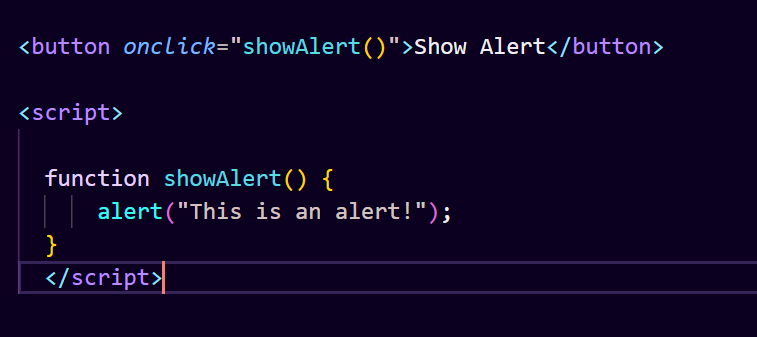 <button onclick="showAlert()">Show Alert</button>
<script>
function showAlert() {
alert("This is an alert!");
}
</script>